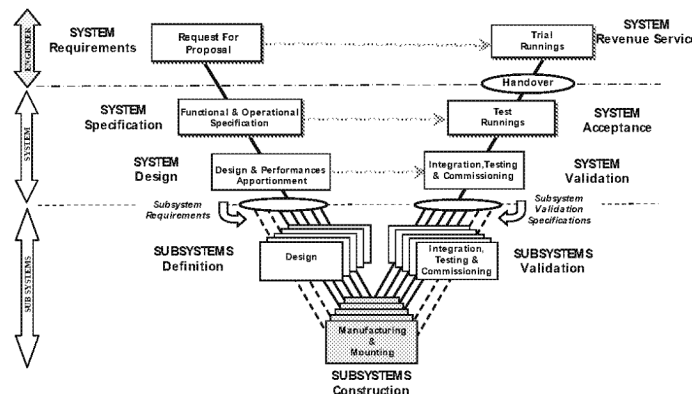 ENGINEER
SYSTEM
Requirements
Request For
Proposal
Trial
Runnings
SYSTEM
Revenue Service
Handover
SYSTEM
SYSTEM
Specification
Functional & Operational
Specification
Test
Runnings
SYSTEM
Acceptance
SYSTEM
Design
Design & Performances
Apportionment
Integration,Testing
& Commissioning
SYSTEM
Validation
Subsystem
Requirements
Subsystem
Validation
Specifications
SUB SYSTEMS
SUBSYSTEMS
Definition
Design
Integration,
Testing &
Commissioning
SUBSYSTEMS
Validation
Manufacturing
&
Mounting
SUBSYSTEMS
Construction